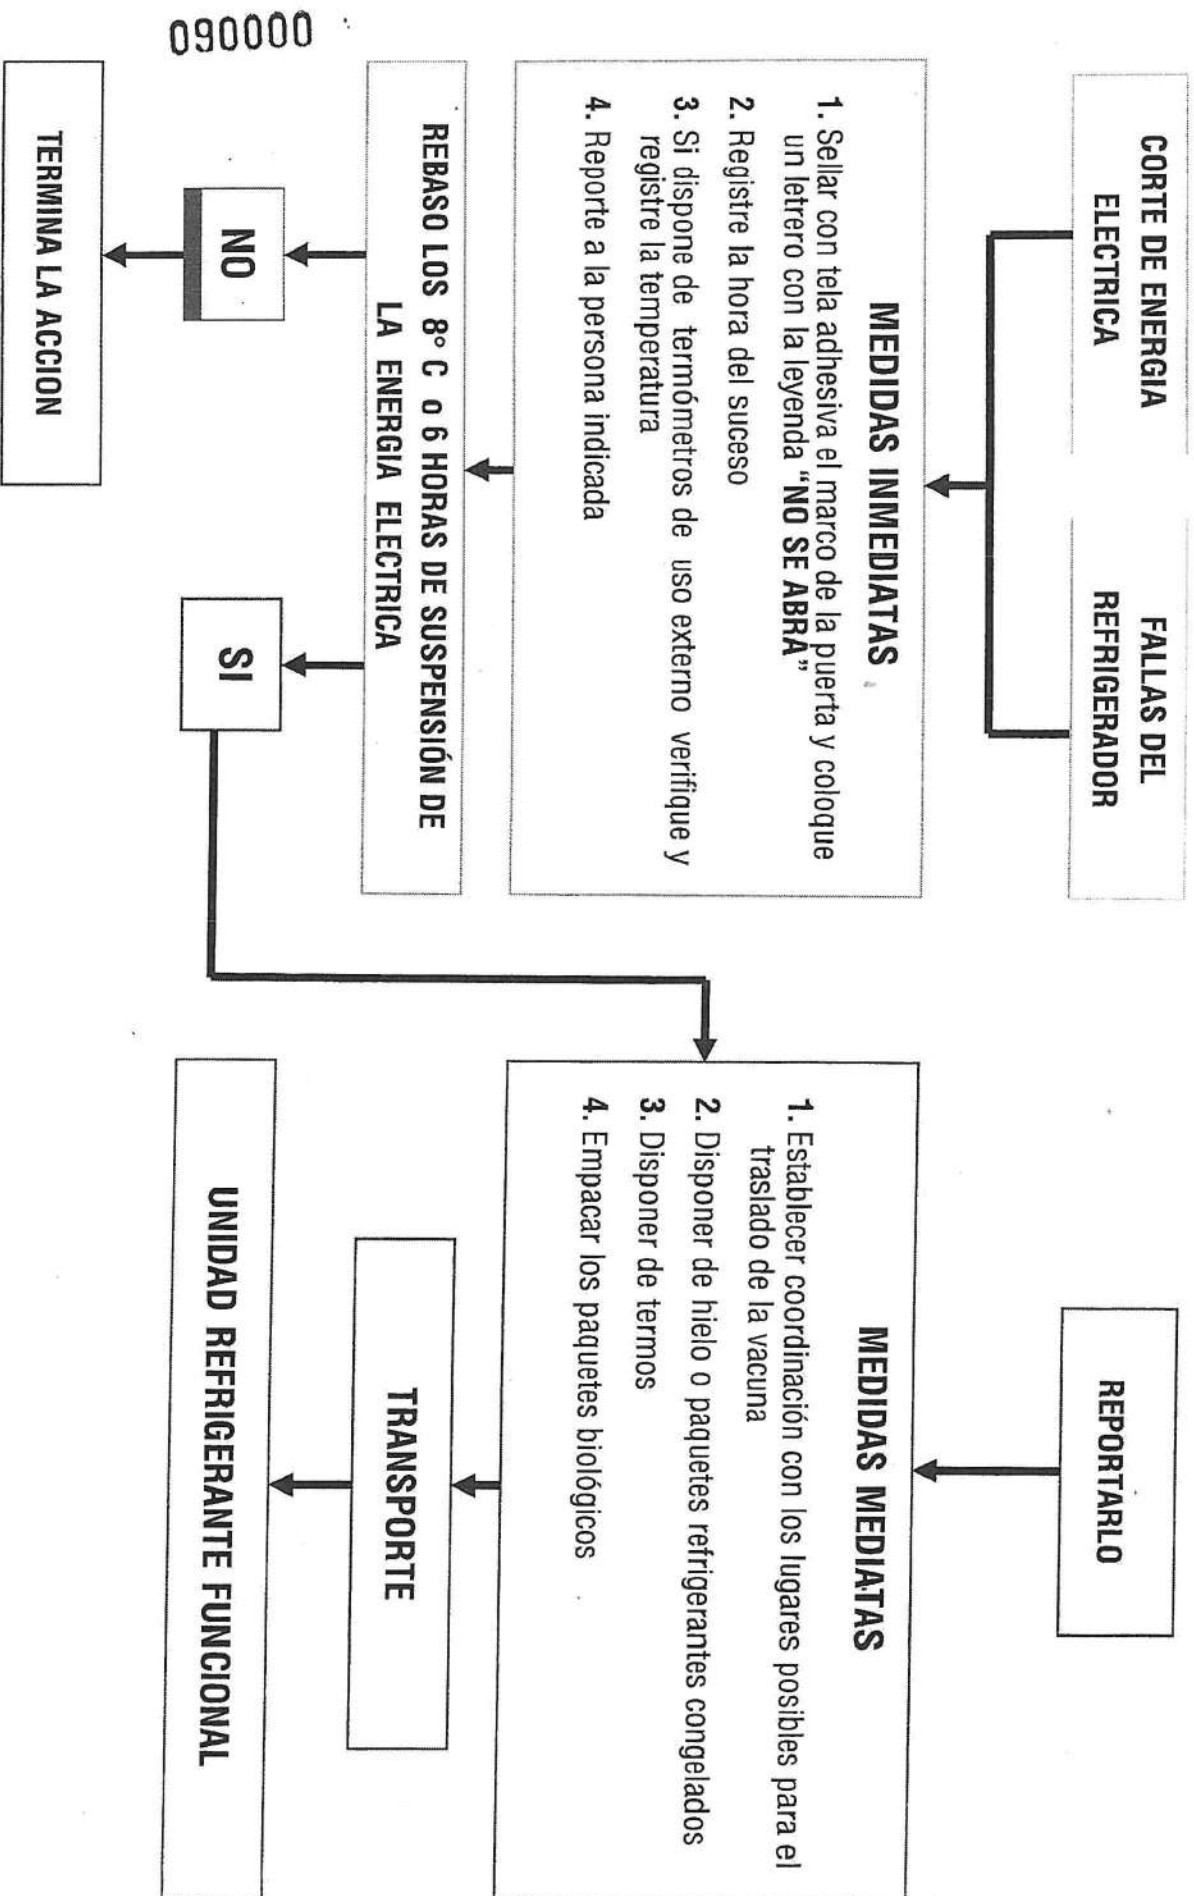 CORTE DE ENERGIA
ELECTRICA
FALLAS DEL
REFRIGERADOR
MEDIDAS INMEDIATAS
1. Sellar con tela adhesiva el marco de la puerta y coloque
un letrero con la leyenda “NO SE ABRA”
2. Registre la hora del suceso
3. Si dispone de termómetros de uso externo verifique y
registre la temperatura
4. Reporte a la persona indicada
REBASO LOS 8° C o 6 HORAS DE SUSPENSIÓN DE
LA ENERGIA ELECTRICA
NO
SI
TERMINA LA ACCION
REPORTARLO
MEDIDAS MEDIATAS
1. Establecer coordinación con los lugares posibles para el
traslado de la vacuna
2. Disponer de hielo o paquetes refrigerantes congelados
3. Disponer de termos
4. Empacar los paquetes biológicos
TRANSPORTE
UNIDAD REFRIGERANTE FUNCIONAL
000060